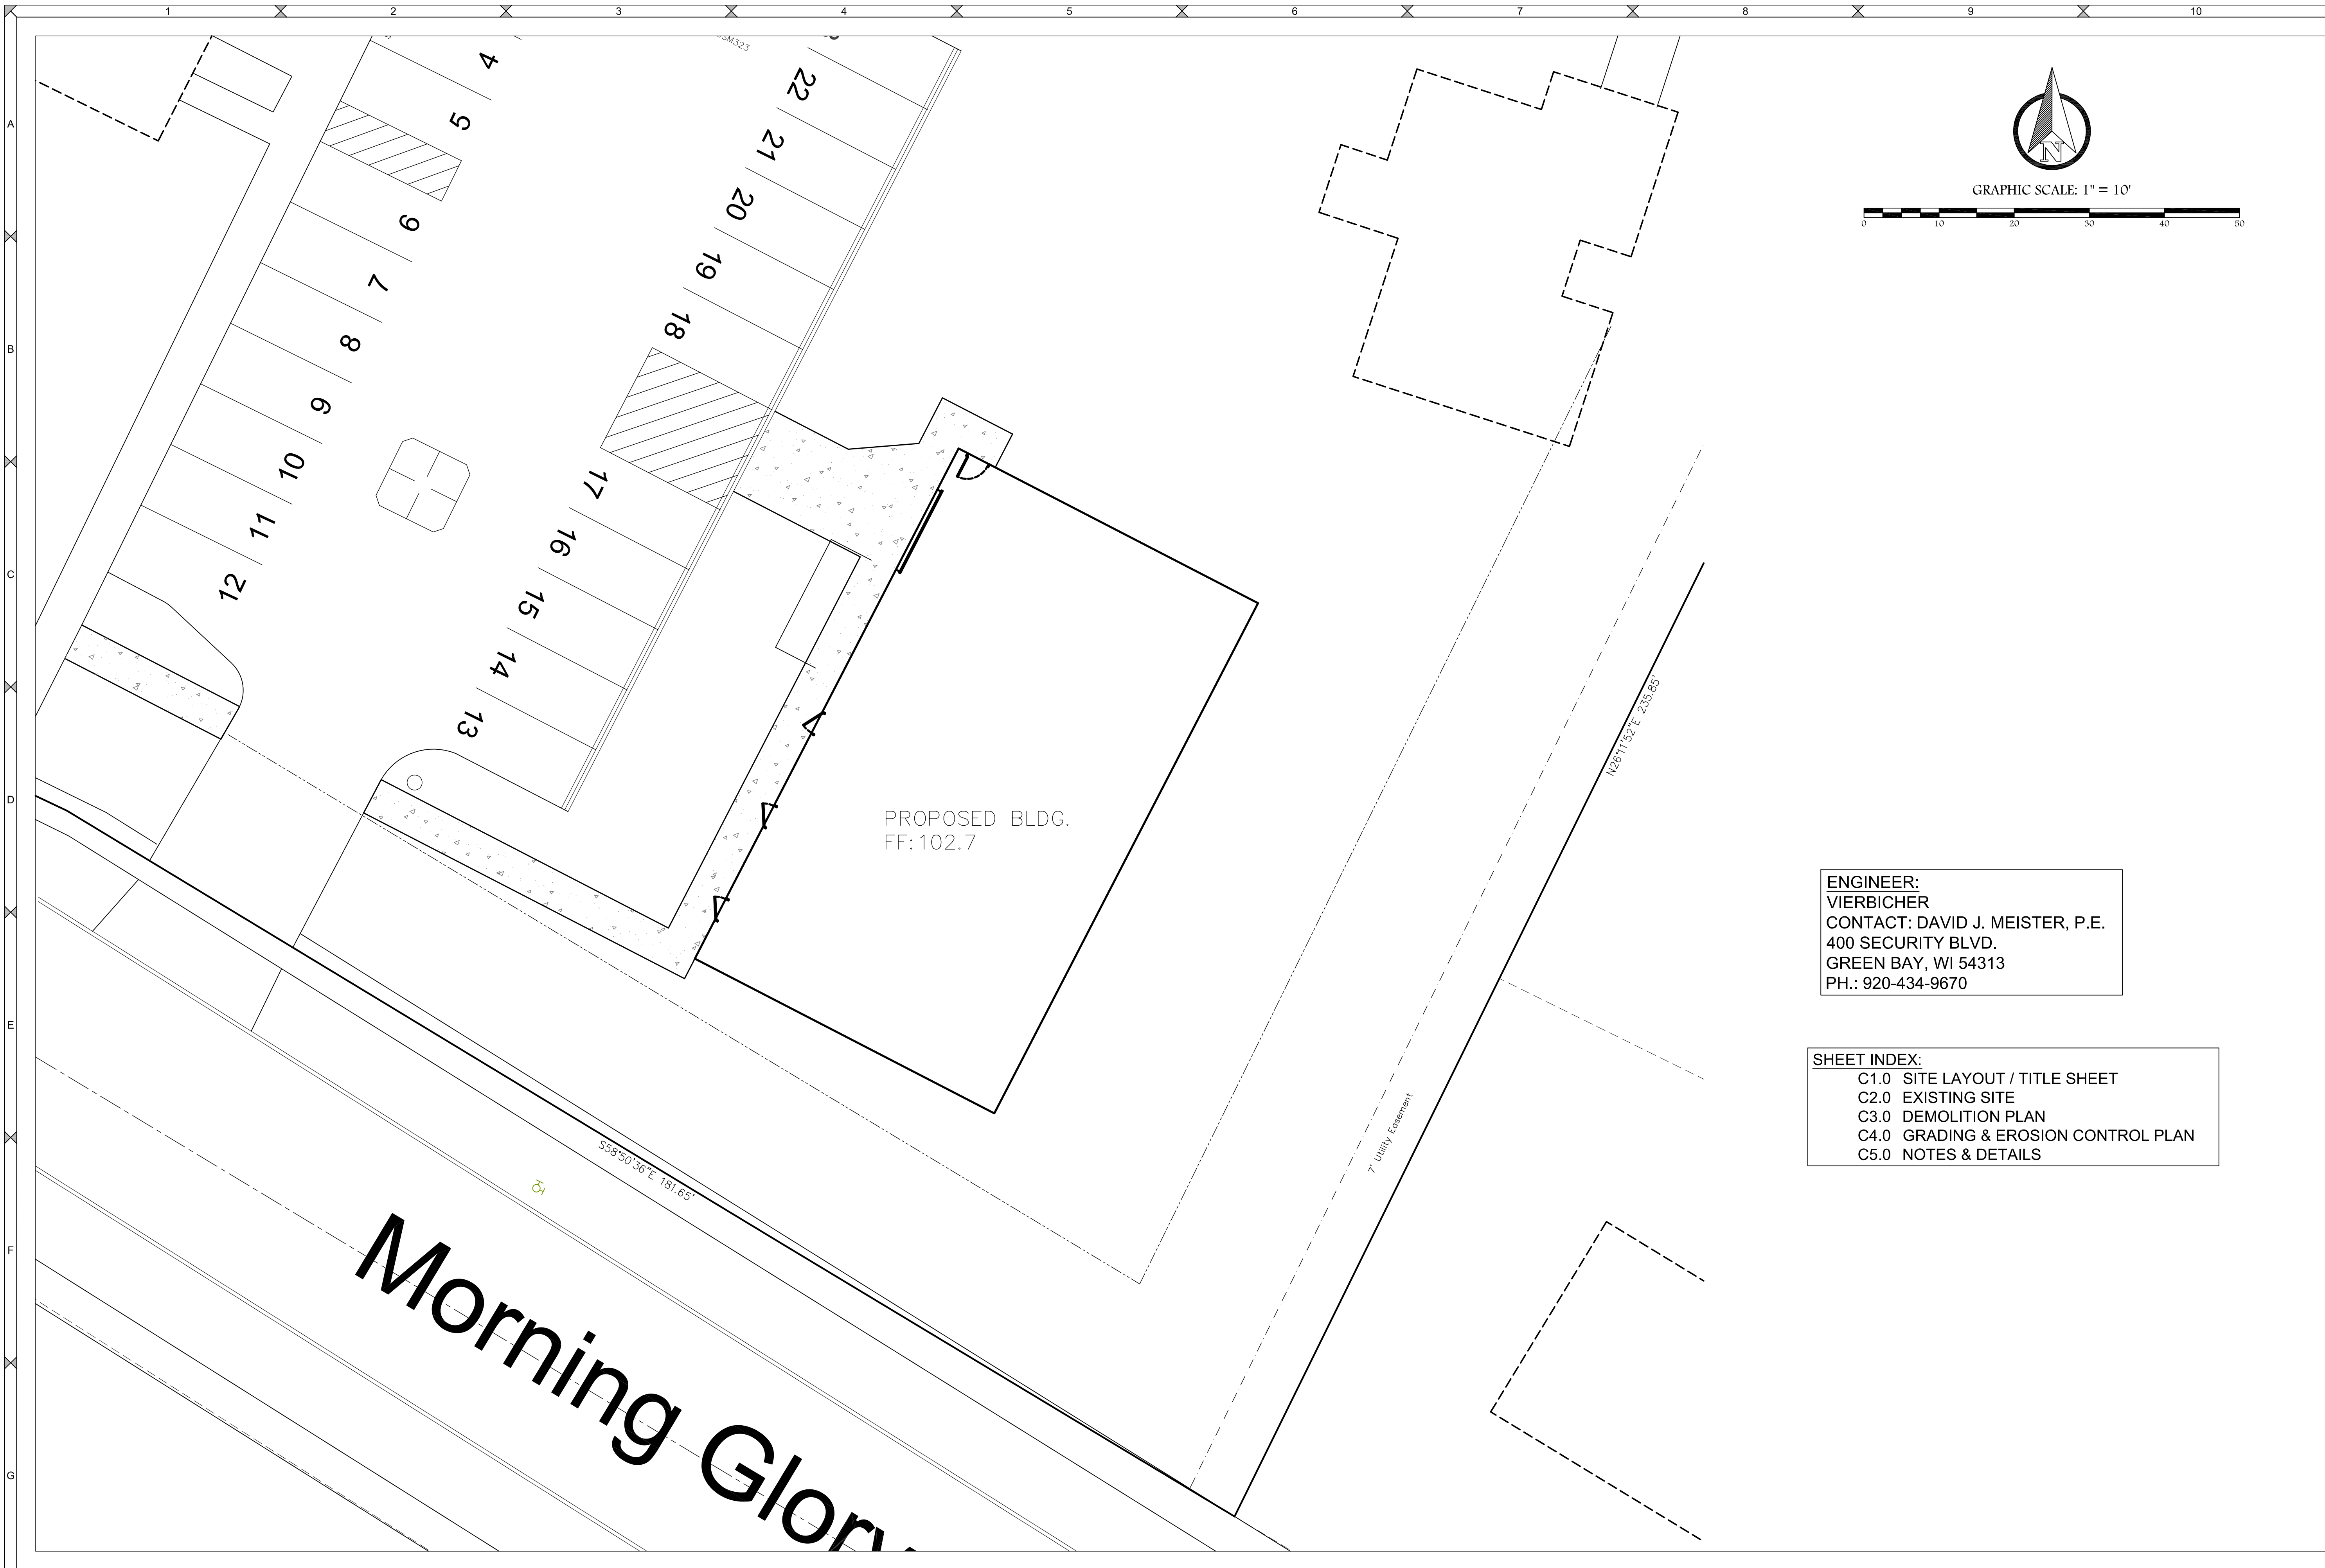 1 2 3 4 5 6 7 8 9 10
A
B
C
D
E
F
G
4
5
6
7
8
9
10
11
12
22
21
20
19
18
17
16
15
14
13
GRAPHIC SCALE: 1" = 10'
0 10 20 30 40 50
N
PROPOSED BLDG.
FF:102.7
N26°11'52"E 235.85'
7' Utility Easement
S58°50'36"E 181.65'
Morning Glory
ENGINEER:
VIERBICHER
CONTACT: DAVID J. MEISTER, P.E.
400 SECURITY BLVD.
GREEN BAY, WI 54313
PH.: 920-434-9670
SHEET INDEX:
C1.0 SITE LAYOUT / TITLE SHEET
C2.0 EXISTING SITE
C3.0 DEMOLITION PLAN
C4.0 GRADING & EROSION CONTROL PLAN
C5.0 NOTES & DETAILS